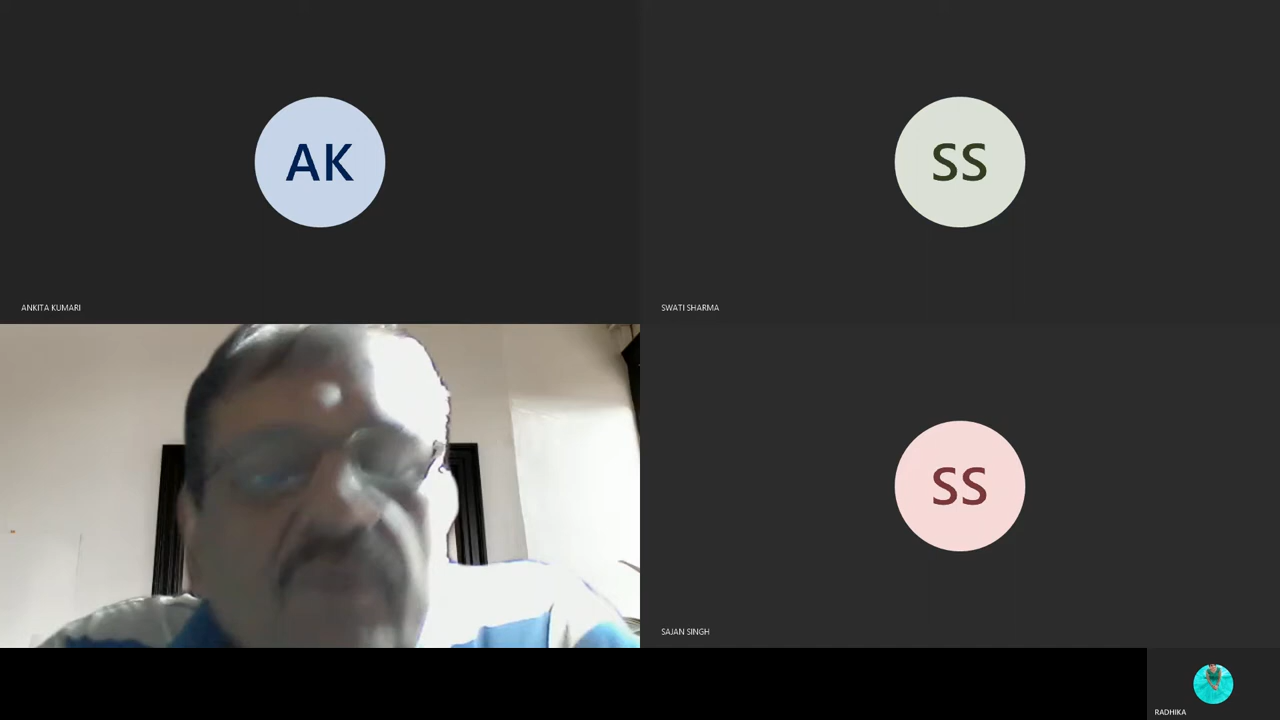 AK
SS
ANKITA KUMARI
SWATI SHARMA
SS
SAJAN SINGH
RADHIKA